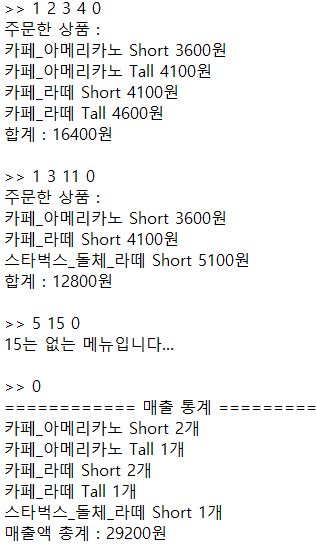 >> 1 2 3 4 0
주문한 상품 :
카페_아메리카노 Short 3600원
카페_아메리카노 Tall 4100원
카페_라떼 Short 4100원
카페_라떼 Tall 4600원
합계 : 16400원
>> 1 3 11 0
주문한 상품 :
카페_아메리카노 Short 3600원
카페_라떼 Short 4100원
스타벅스_돌체_라떼 Short 5100원
합계 : 12800원
>> 5 15 0
15는 없는 메뉴입니다...
>> 0
============ 매출 통계 =========
카페_아메리카노 Short 2개
카페_아메리카노 Tall 1개
카페_라떼 Short 2개
카페_라떼 Tall 1개
스타벅스_돌체_라떼 Short 1개
매출액 총계 : 29200원